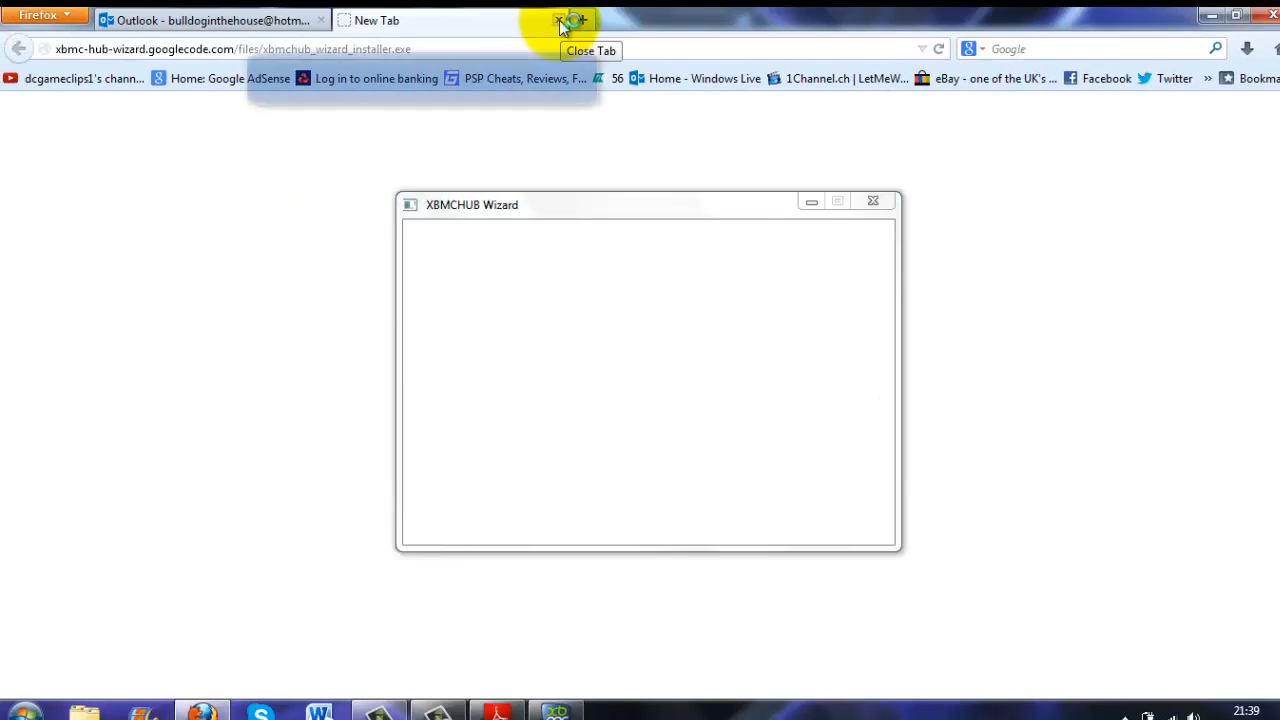 Firefox
Outlook - bulldoginthehouse@hotm...
New Tab
xbmc-hub-wizard.googlecode.com/files/xbmchub_wizard_installer.exe
Google
Close Tab
dcgameclips1's chann...
Home: Google AdSense
Log in to online banking
PSP Cheats, Reviews, F...
56
Home - Windows Live
1Channel.ch | LetMeW...
eBay - one of the UK's ...
Facebook
Twitter
»
Bookma
XBMCHUB Wizard
21:39